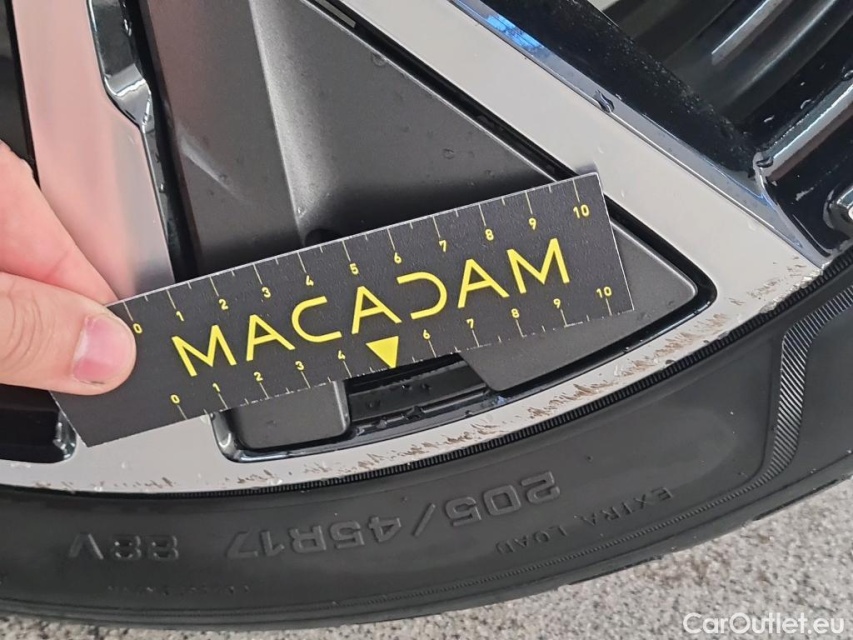 0 1 2 3 4 5 6 7 8 9 10
MACADAM
0 1 2 3 4 6 7 8 9 10
205/45R17 88V
EXTRA LOAD
CarOutlet.eu